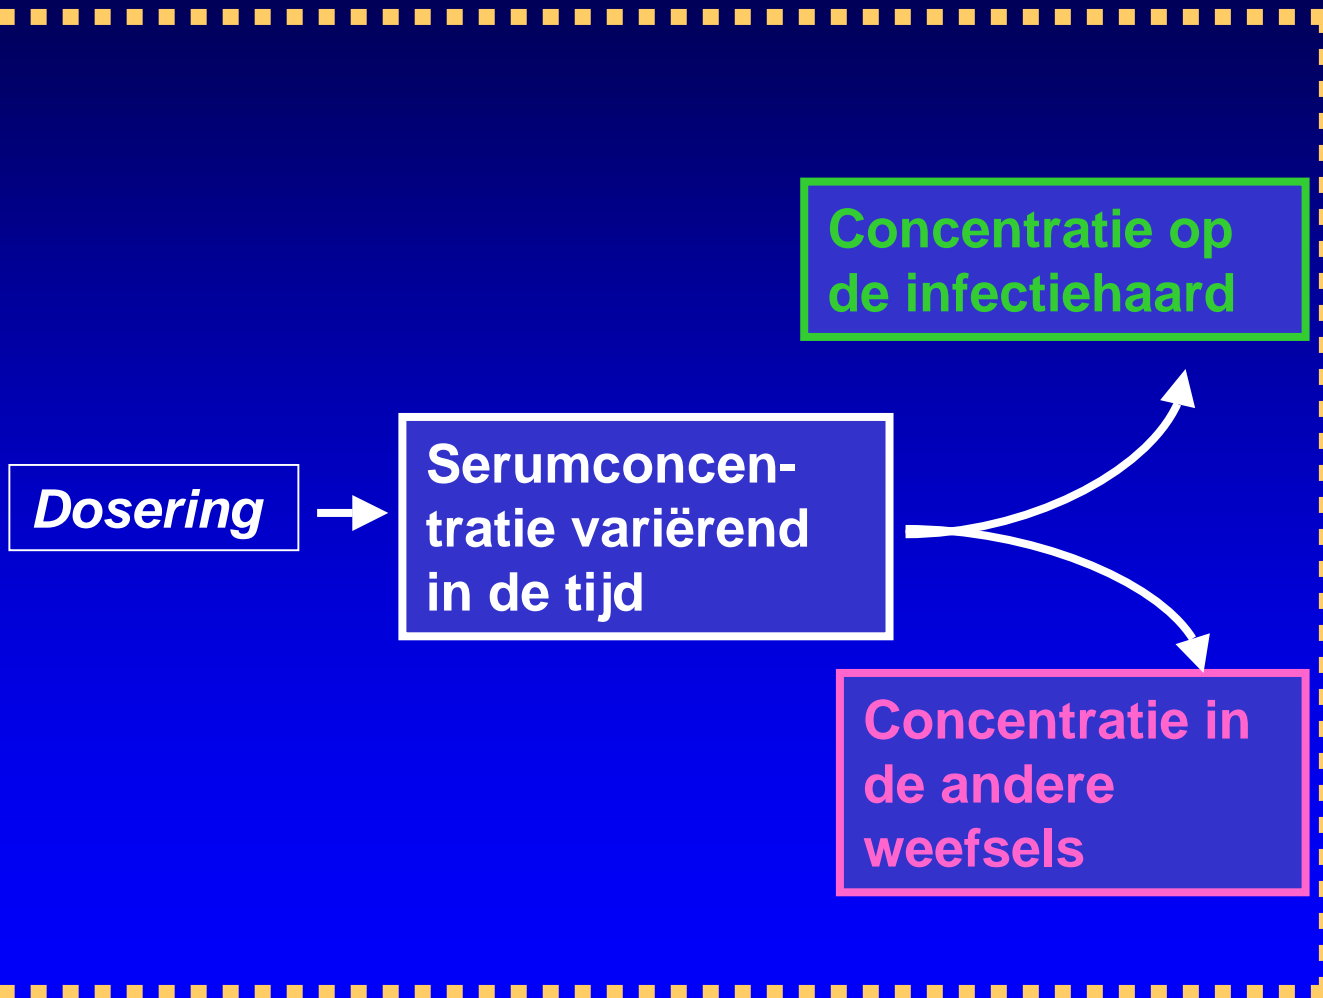 Concentratie op
de infectiehaard
Dosering
Serumconcen-
tratie variërend
in de tijd
Concentratie in
de andere
weefsels